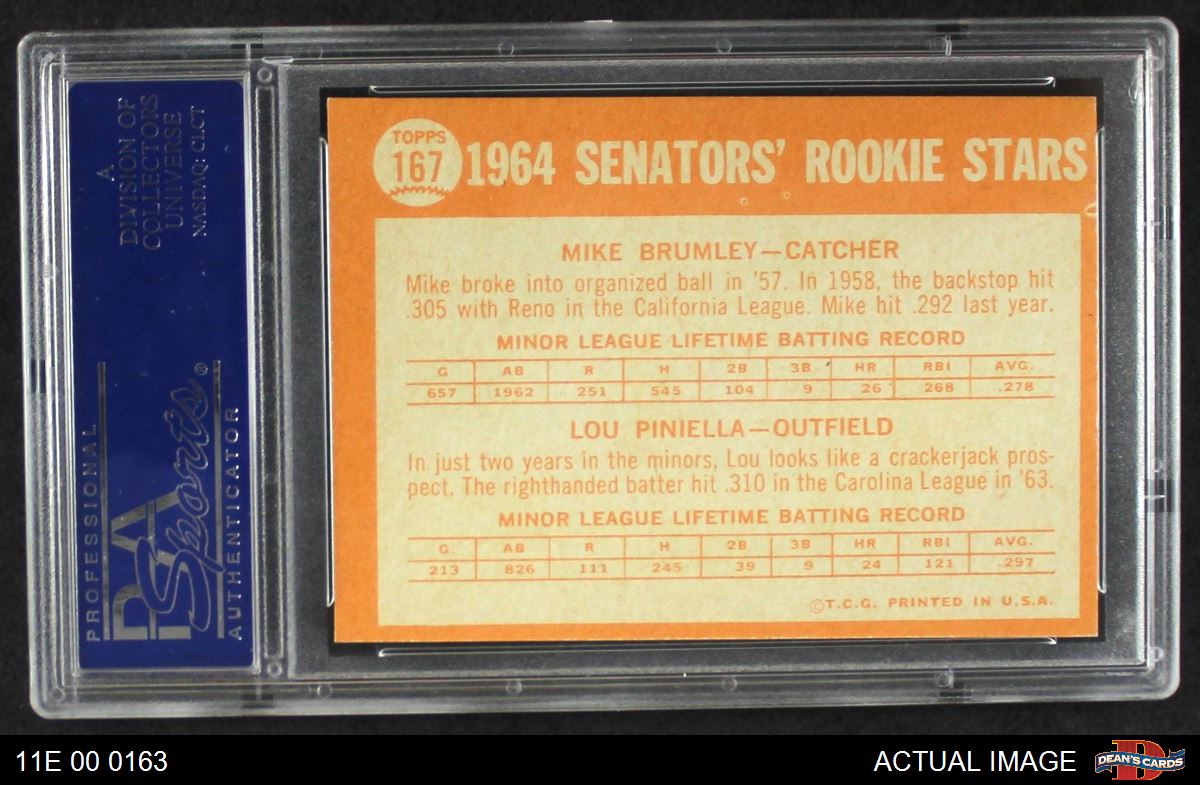 A
DIVISION OF
COLLECTORS
UNIVERSE
NASDAQ: CLCT
PROFESSIONAL
PSA
Sports®
AUTHENTICATOR
TOPPS
167
1964 SENATORS' ROOKIE STARS
MIKE BRUMLEY—CATCHER
Mike broke into organized ball in '57. In 1958, the backstop hit
.305 with Reno in the California League. Mike hit .292 last year.
MINOR LEAGUE LIFETIME BATTING RECORD
G AB R H 2B 3B HR RBI AVG.
657 1962 251 545 104 9 26 268 .278
LOU PINIELLA—OUTFIELD
In just two years in the minors, Lou looks like a crackerjack pros-
pect. The righthanded batter hit .310 in the Carolina League in '63.
MINOR LEAGUE LIFETIME BATTING RECORD
G AB R H 2B 3B HR RBI AVG.
213 826 111 245 39 9 24 121 .297
©T.C.G. PRINTED IN U.S.A.
11E 00 0163
ACTUAL IMAGE
D
DEAN'S CARDS